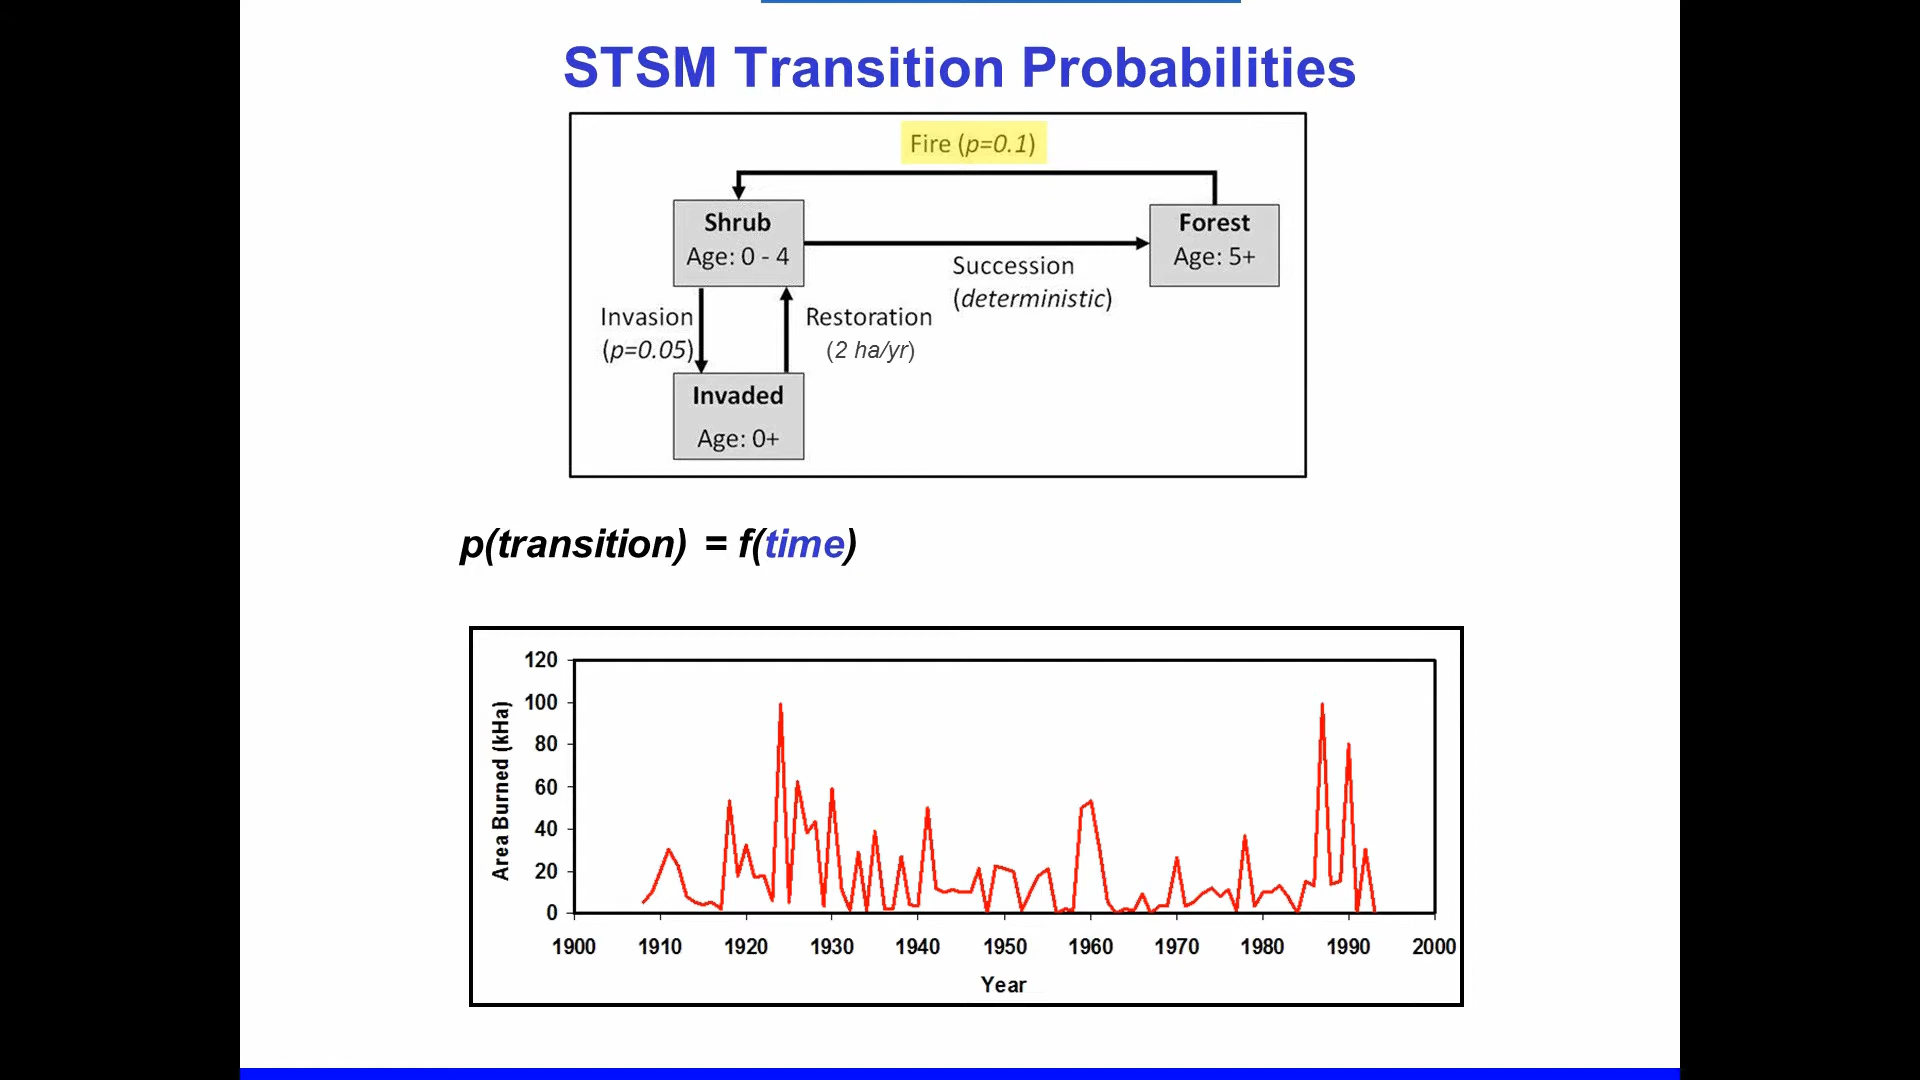 STSM Transition Probabilities
Fire (p=0.1)
Shrub
Age: 0 - 4
Forest
Age: 5+
Succession
(deterministic)
Invasion
(p=0.05)
Restoration
(2 ha/yr)
Invaded
Age: 0+
p(transition) = f(time)
Area Burned (kHa)
120
100
80
60
40
20
0
1900 1910 1920 1930 1940 1950 1960 1970 1980 1990 2000
Year